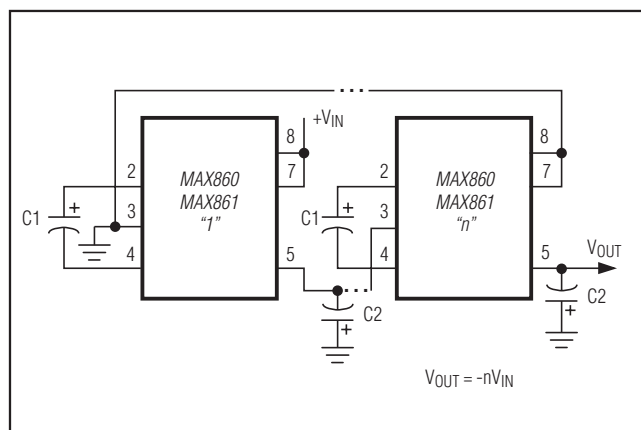 ...
+VIN
8
7
2
3
4
5
MAX860
MAX861
"1"
C1
+
...
C2
+
8
7
2
3
4
5
MAX860
MAX861
"n"
C1
+
VOUT
C2
+
VOUT = -nVIN